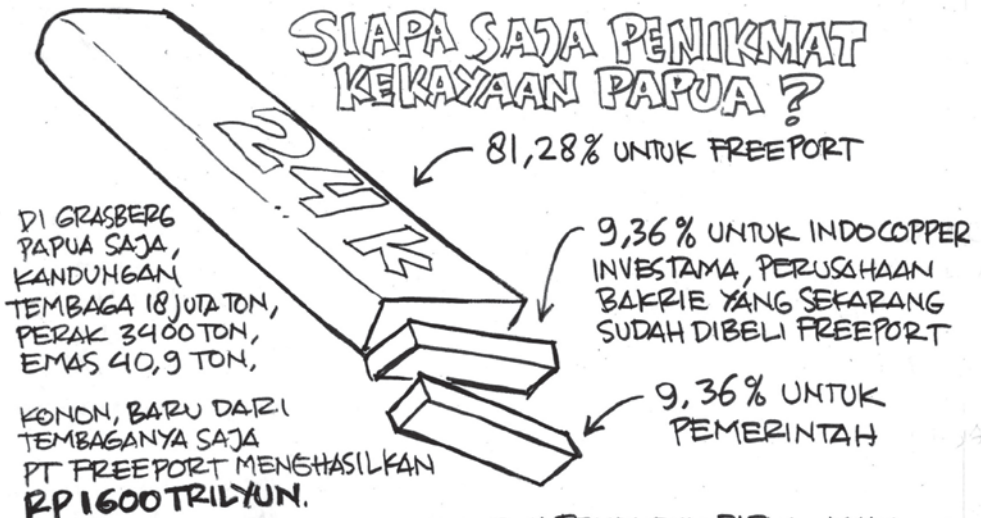 SIAPA SAJA PENIKMAT
KEKAYAAN PAPUA ?
24K
81,28% UNTUK FREEPORT
9,36% UNTUK INDOCOPPER
INVESTAMA, PERUSAHAAN
BAKRIE YANG SEKARANG
SUDAH DIBELI FREEPORT
9,36% UNTUK
PEMERINTAH
DI GRASBERG
PAPUA SAJA,
KANDUNGAN
TEMBAGA 18 JUTA TON,
PERAK 3400 TON,
EMAS 40,9 TON,
KONON, BARU DARI
TEMBAGANYA SAJA
PT FREEPORT MENGHASILKAN
RP 1600 TRILYUN.